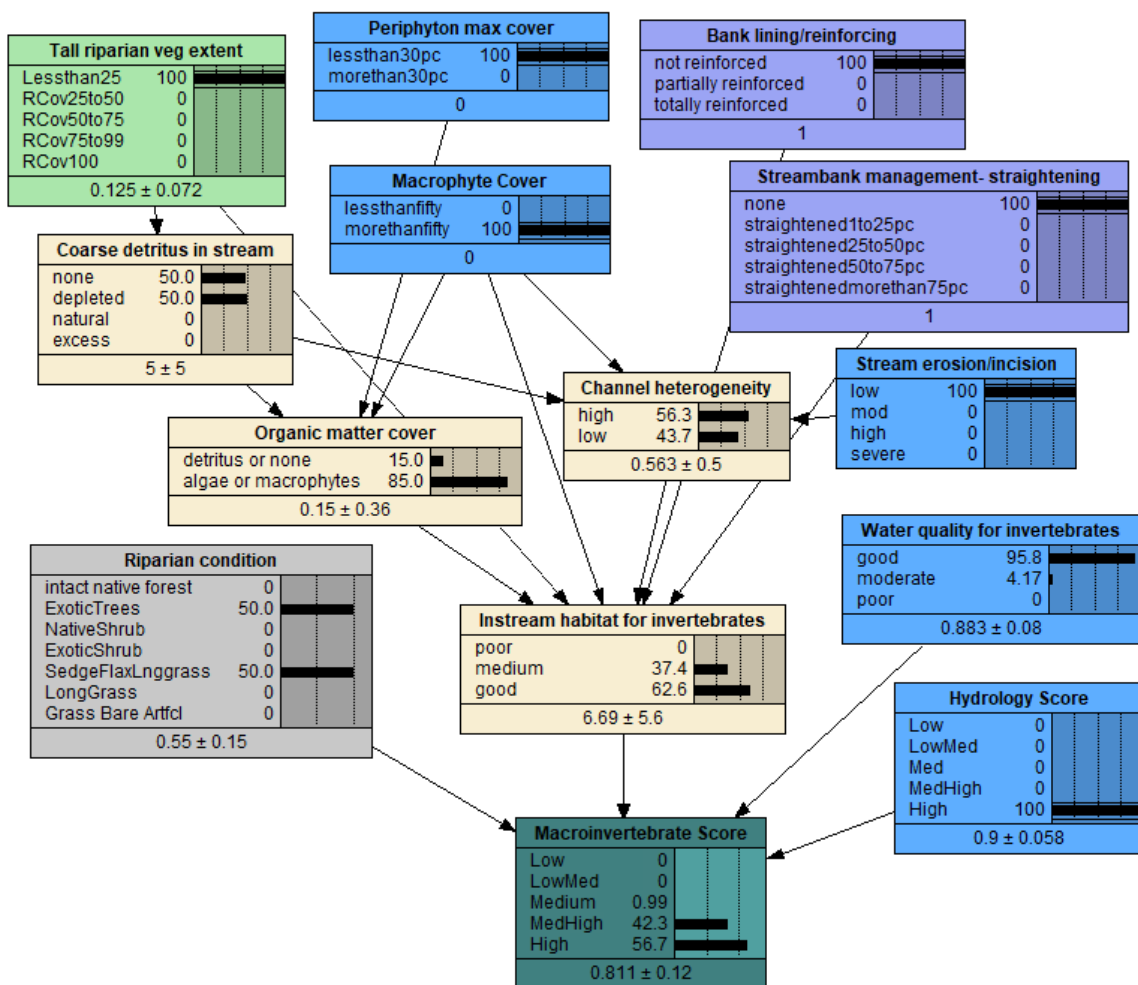 Tall riparian veg extent
Lessthan25 100
RCov25to50 0
RCov50to75 0
RCov75to99 0
RCov100 0
0.125 ± 0.072
Periphyton max cover
lessthan30pc 100
morethan30pc 0
0
Bank lining/reinforcing
not reinforced 100
partially reinforced 0
totally reinforced 0
1
Macrophyte Cover
lessthanfifty 0
morethanfifty 100
0
Streambank management- straightening
none 100
straightened1to25pc 0
straightened25to50pc 0
straightened50to75pc 0
straightenedmorethan75pc 0
1
Coarse detritus in stream
none 50.0
depleted 50.0
natural 0
excess 0
5 ± 5
Channel heterogeneity
high 56.3
low 43.7
0.563 ± 0.5
Stream erosion/incision
low 100
mod 0
high 0
severe 0
Organic matter cover
detritus or none 15.0
algae or macrophytes 85.0
0.15 ± 0.36
Water quality for invertebrates
good 95.8
moderate 4.17
poor 0
0.883 ± 0.08
Riparian condition
intact native forest 0
ExoticTrees 50.0
NativeShrub 0
ExoticShrub 0
SedgeFlaxLnggrass 50.0
LongGrass 0
Grass Bare Artfcl 0
0.55 ± 0.15
Instream habitat for invertebrates
poor 0
medium 37.4
good 62.6
6.69 ± 5.6
Hydrology Score
Low 0
LowMed 0
Med 0
MedHigh 0
High 100
0.9 ± 0.058
Macroinvertebrate Score
Low 0
LowMed 0
Medium 0.99
MedHigh 42.3
High 56.7
0.811 ± 0.12